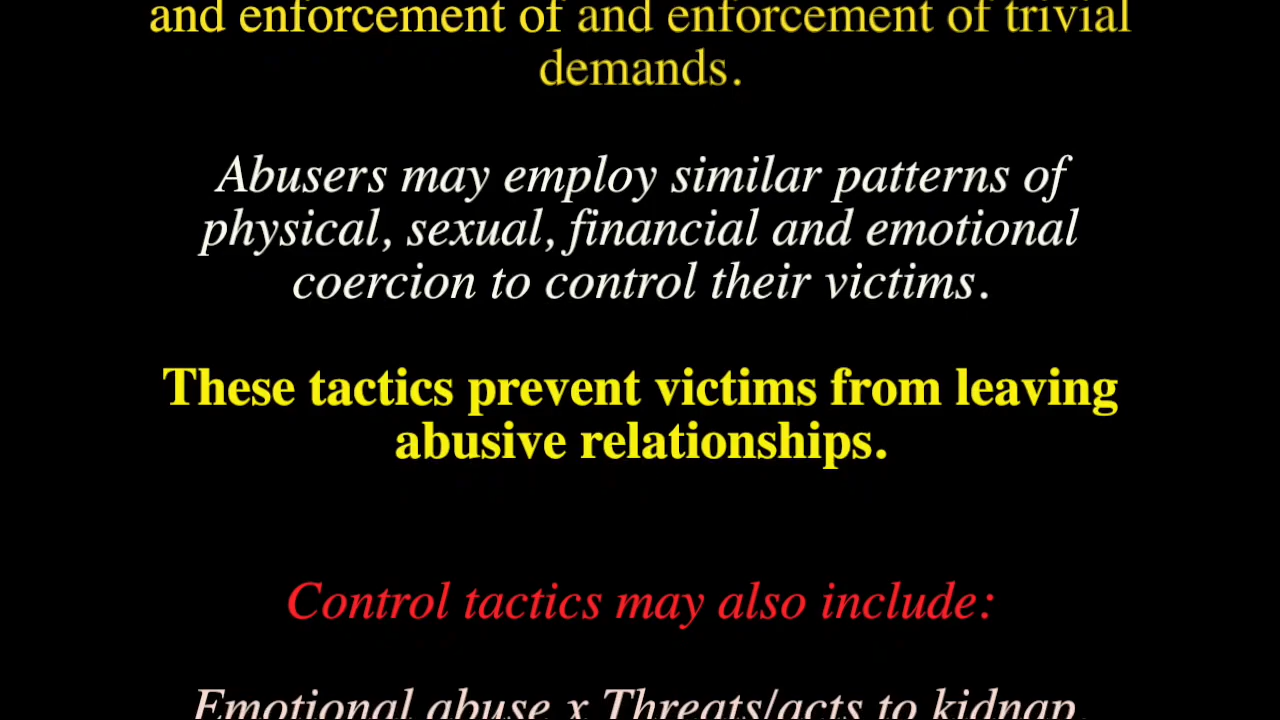 and enforcement of and enforcement of trivial
demands.
Abusers may employ similar patterns of
physical, sexual, financial and emotional
coercion to control their victims.
These tactics prevent victims from leaving
abusive relationships.
Control tactics may also include:
Emotional abuse x Threats/acts to kidnap,